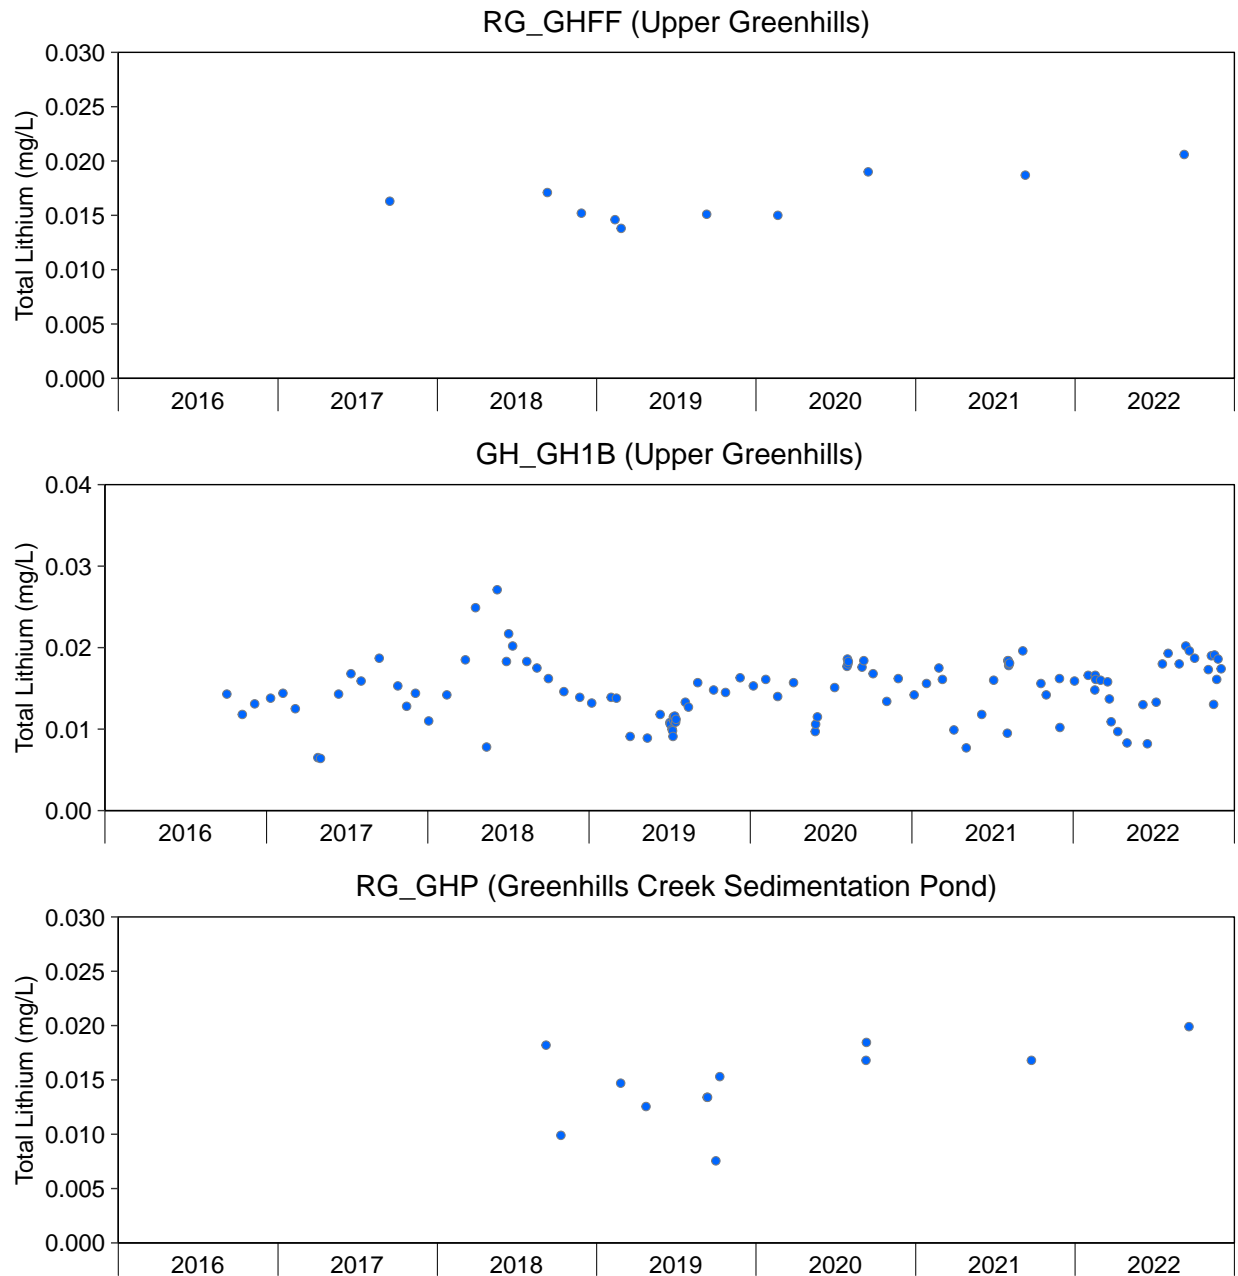 RG_GHFF (Upper Greenhills)
Total Lithium (mg/L)
0.030
0.025
0.020
0.015
0.010
0.005
0.000
2016 2017 2018 2019 2020 2021 2022
GH_GH1B (Upper Greenhills)
Total Lithium (mg/L)
0.04
0.03
0.02
0.01
0.00
2016 2017 2018 2019 2020 2021 2022
RG_GHP (Greenhills Creek Sedimentation Pond)
Total Lithium (mg/L)
0.030
0.025
0.020
0.015
0.010
0.005
0.000
2016 2017 2018 2019 2020 2021 2022